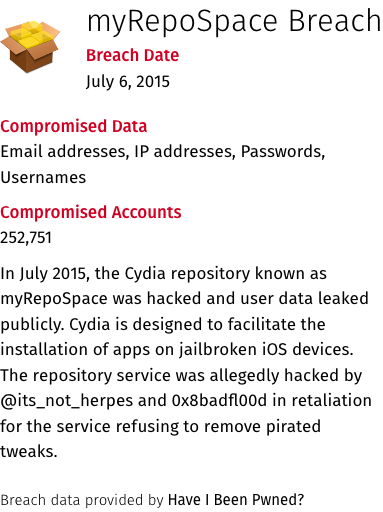 myRepoSpace Breach
Breach Date
July 6, 2015
Compromised Data
Email addresses, IP addresses, Passwords,
Usernames
Compromised Accounts
252,751
In July 2015, the Cydia repository known as
myRepoSpace was hacked and user data leaked
publicly. Cydia is designed to facilitate the
installation of apps on jailbroken iOS devices.
The repository service was allegedly hacked by
@its_not_herpes and 0x8badfl00d in retaliation
for the service refusing to remove pirated
tweaks.
Breach data provided by Have I Been Pwned?